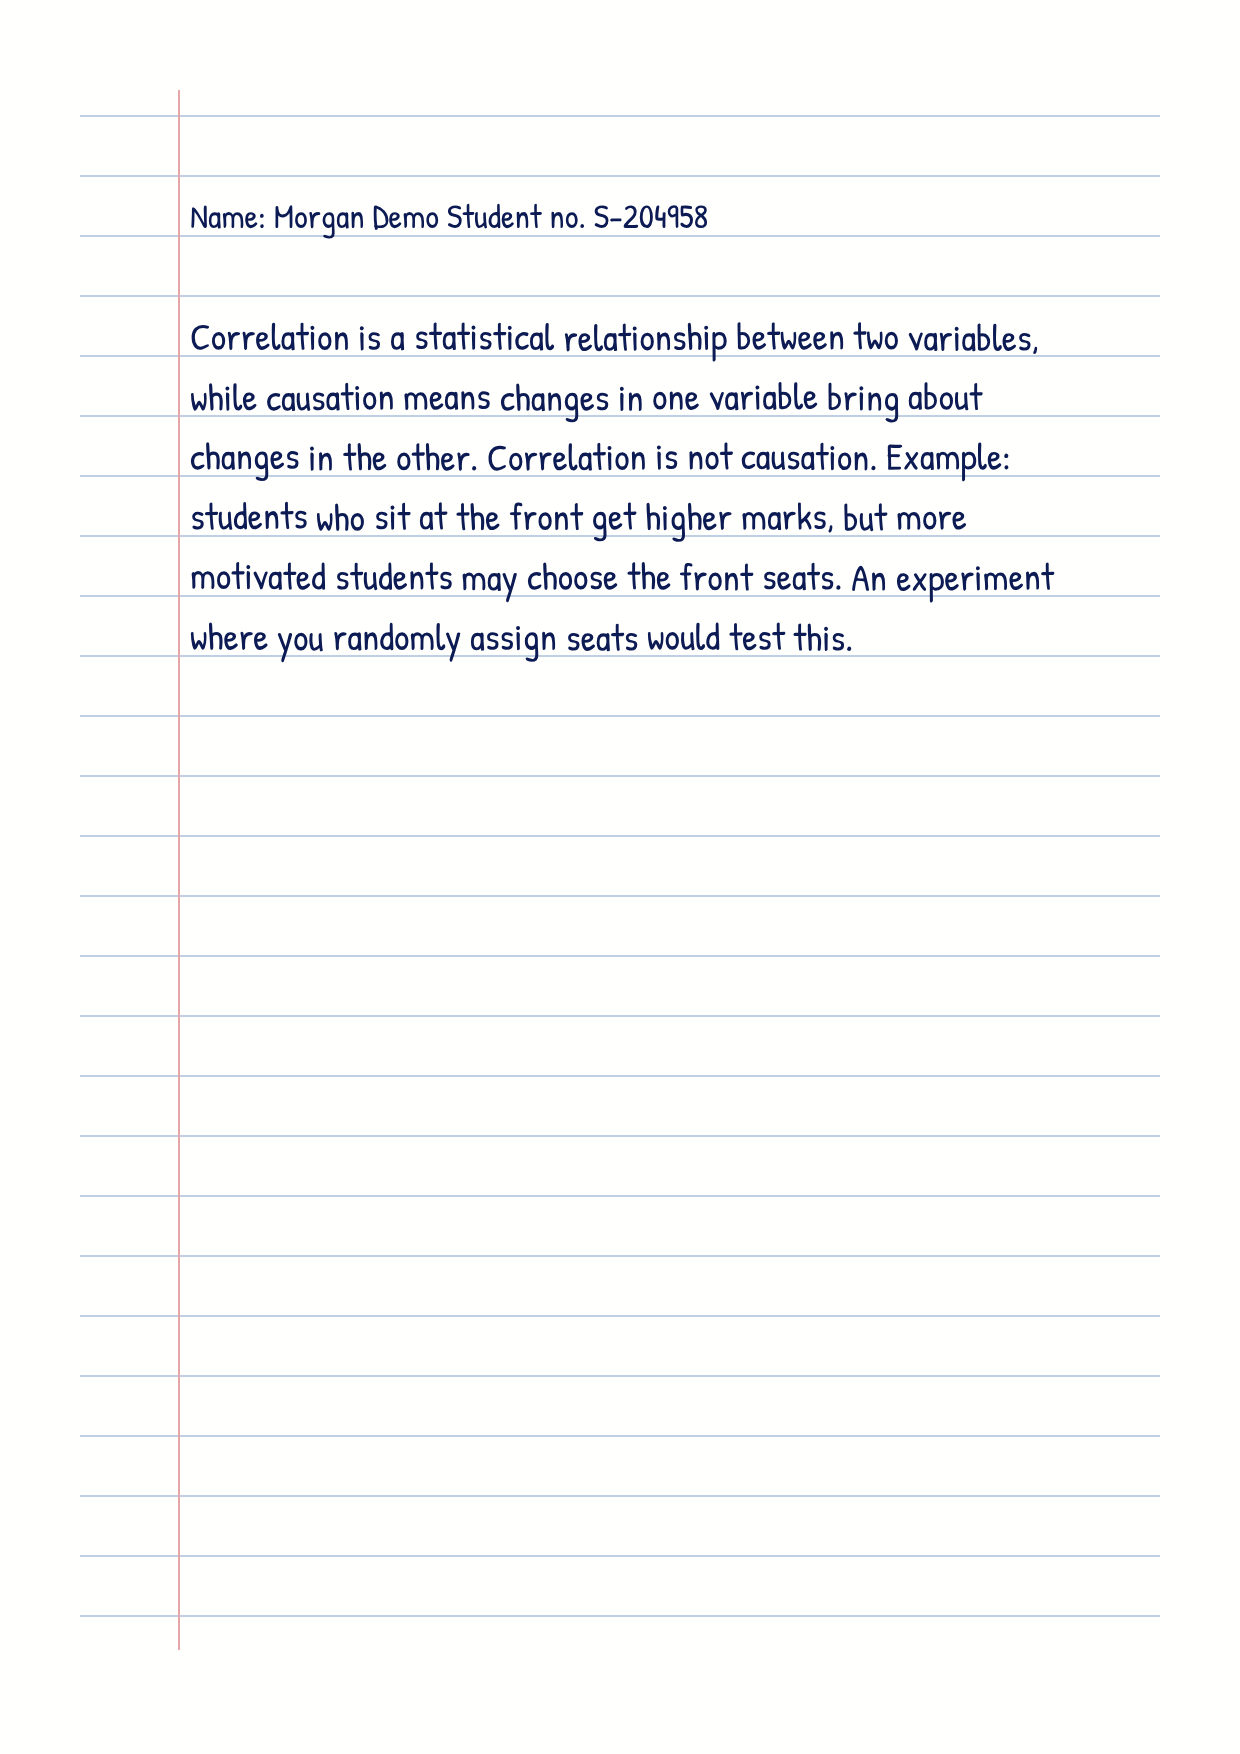 Name: Morgan Demo Student no. S-204958
Correlation is a statistical relationship between two variables,
while causation means changes in one variable bring about
changes in the other. Correlation is not causation. Example:
students who sit at the front get higher marks, but more
motivated students may choose the front seats. An experiment
where you randomly assign seats would test this.